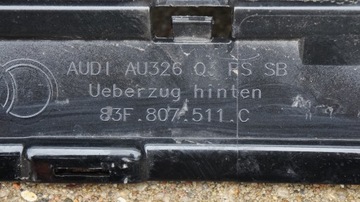 AUDI AU326 Q3 RS SB
Ueberzug hinten
83F.807.511.C